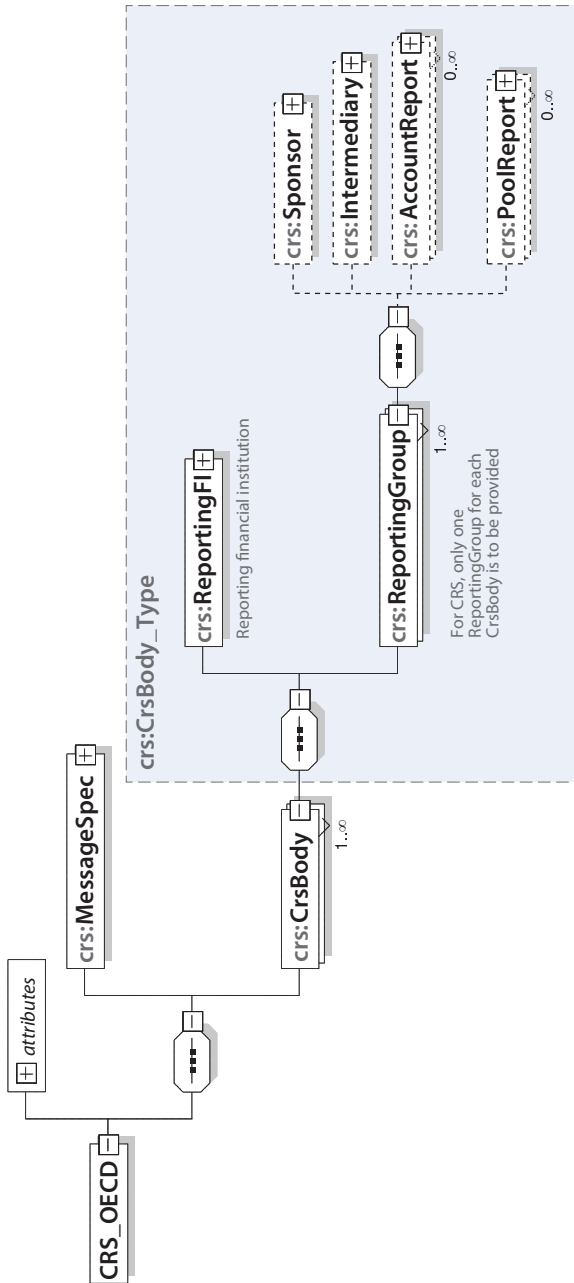 CRS_OECD
attributes
crs:MessageSpec
crs:CrsBody
1..∞
crs:CrsBody_Type
crs:ReportingFI
Reporting financial institution
crs:ReportingGroup
1..∞
For CRS, only one
ReportingGroup for each
CrsBody is to be provided
crs:Sponsor
crs:Intermediary
crs:AccountReport
0..∞
crs:PoolReport
0..∞